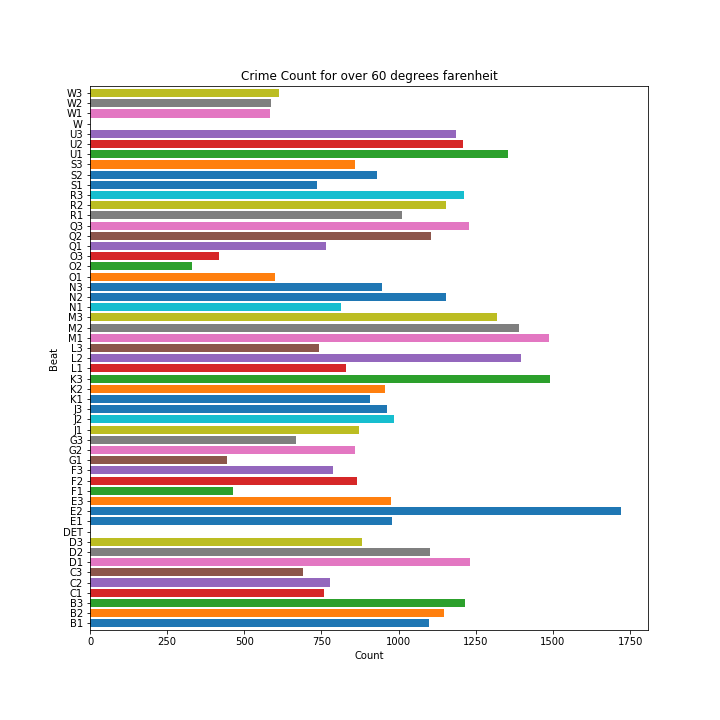 Crime Count for over 60 degrees farenheit
W3
W2
W1
W
U3
U2
U1
S3
S2
S1
R3
R2
R1
Q3
Q2
Q1
O3
O2
O1
N3
N2
N1
M3
M2
M1
L3
L2
L1
K3
K2
K1
J3
J2
J1
G3
G2
G1
F3
F2
F1
E3
E2
E1
DET
D3
D2
D1
C3
C2
C1
B3
B2
B1
Beat
0 250 500 750 1000 1250 1500 1750
Count